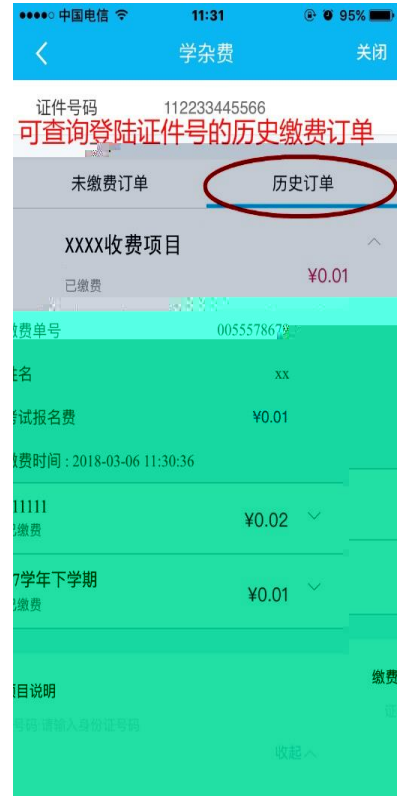 中国电信 11:31 95%
学杂费 关闭
证件号码 112233445566
可查询登陆证件号的历史缴费订单
未缴费订单 历史订单
XXXX收费项目
已缴费 ¥0.01
费单号 0055578678
名 xx
试报名费 ¥0.01
费时间 : 2018-03-06 11:30:36
11111
缴费 ¥0.02
7学年下学期
缴费 ¥0.01
目说明 缴费
号码 请输入身份证号码
收起